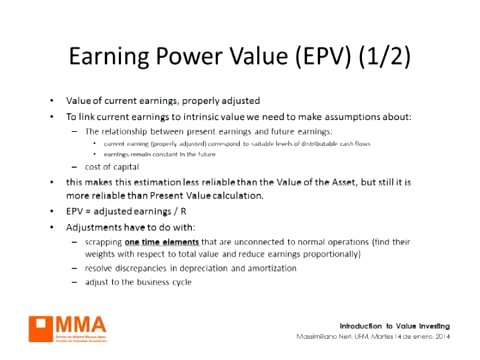 Earning Power Value (EPV) (1/2)
• Value of current earnings, properly adjusted
• To link current earnings to intrinsic value we need to make assumptions about:
– The relationship between present earnings and future earnings:
• current earning (properly adjusted) correspond to suitable levels of distributable cash flows
• earnings remain constant in the future
– cost of capital
• this makes this estimation less reliable than the Value of the Asset, but still it is
more reliable than Present Value calculation.
• EPV = adjusted earnings / R
• Adjustments have to do with:
– scrapping one time elements that are unconnected to normal operations (find their
weights with respect to total value and reduce earnings proportionally)
– resolve discrepancies in depreciation and amortization
– adjust to the business cycle
MMA
Introduction to Value Investing
Massimiliano Neri, UFM, Martes 14 de enero, 2014